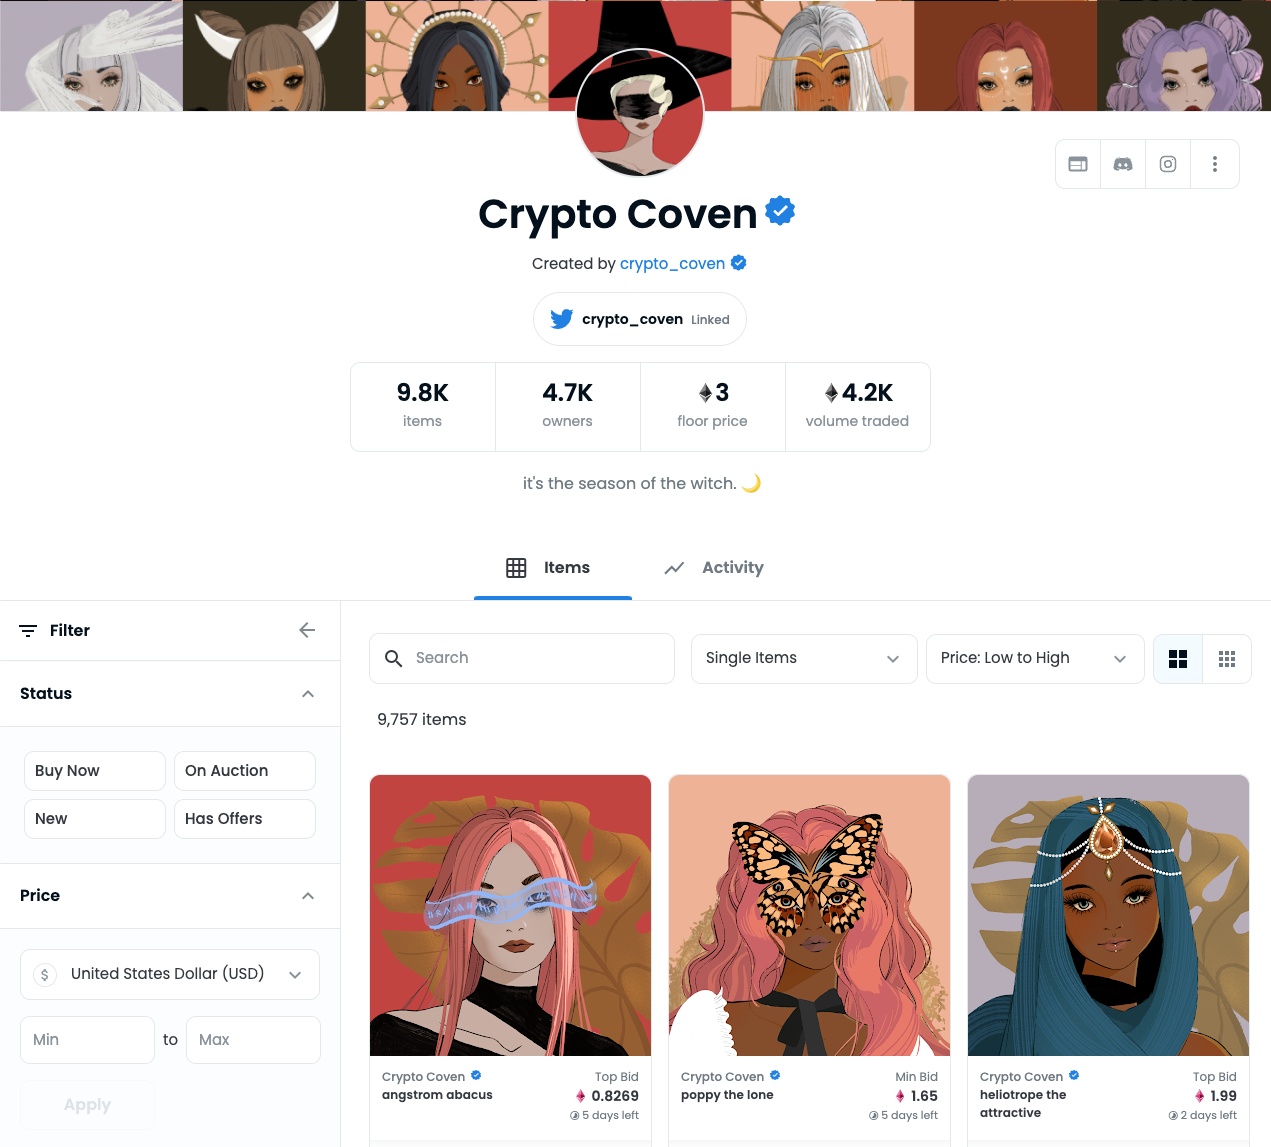 Crypto Coven
Created by crypto_coven
crypto_coven Linked
9.8K
items
4.7K
owners
3
floor price
4.2K
volume traded
it's the season of the witch. 🌙
Items
Activity
Filter
Status
Buy Now
On Auction
New
Has Offers
Price
$ United States Dollar (USD)
Min
to
Max
Apply
Search
Single Items
Price: Low to High
9,757 items
Crypto Coven
angstrom abacus
Top Bid
0.8269
5 days left
Crypto Coven
poppy the lone
Min Bid
1.65
5 days left
Crypto Coven
heliotrope the
attractive
Top Bid
1.99
2 days left